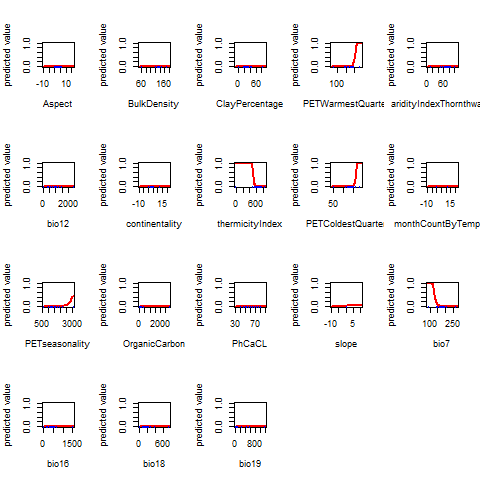 predicted value 0.0 1.0 -10 10 Aspect
predicted value 0.0 1.0 60 160 BulkDensity
predicted value 0.0 1.0 0 60 ClayPercentage
predicted value 0.0 1.0 100 PETWarmestQuarte
predicted value 0.0 1.0 0 60 aridityIndexThornthwa
predicted value 0.0 1.0 0 2000 bio12
predicted value 0.0 1.0 -10 15 continentality
predicted value 0.0 1.0 0 600 thermicityIndex
predicted value 0.0 1.0 50 PETColdestQuarte
predicted value 0.0 1.0 -10 15 monthCountByTemp
predicted value 0.0 1.0 500 3000 PETseasonality
predicted value 0.0 1.0 0 2000 OrganicCarbon
predicted value 0.0 1.0 30 70 PhCaCL
predicted value 0.0 1.0 -10 5 slope
predicted value 0.0 1.0 100 250 bio7
predicted value 0.0 1.0 0 1500 bio16
predicted value 0.0 1.0 0 600 bio18
predicted value 0.0 1.0 0 800 bio19